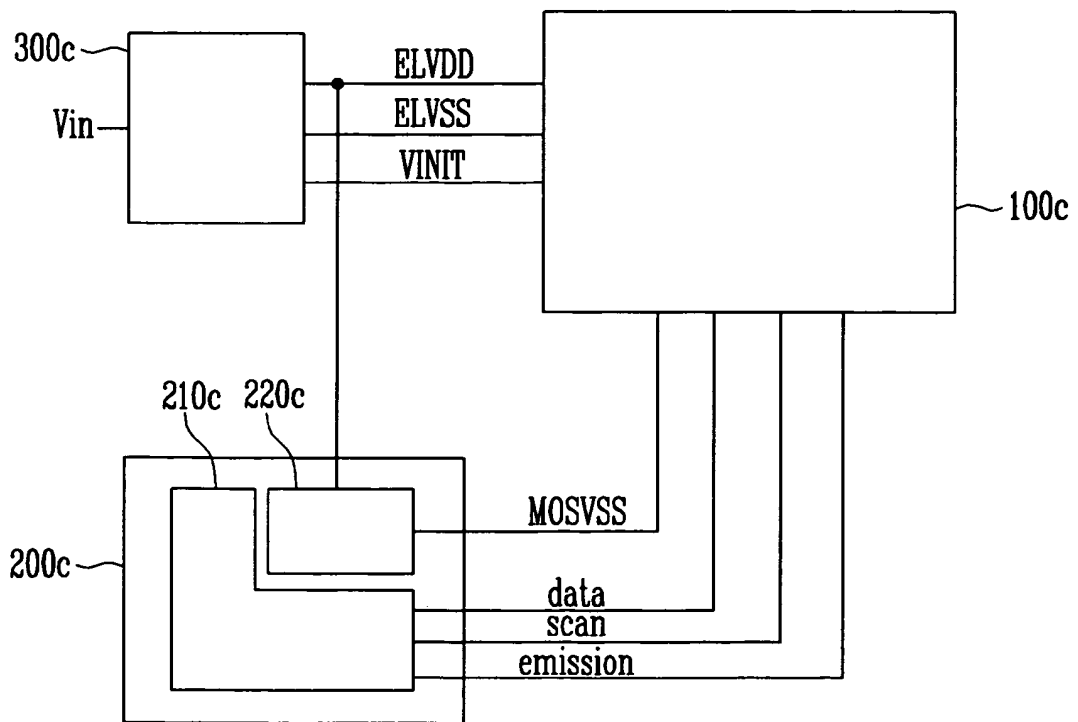 300c
ELVDD
ELVSS
Vin
VINIT
100c
210c
220c
MOSVSS
200c
data
scan
emission